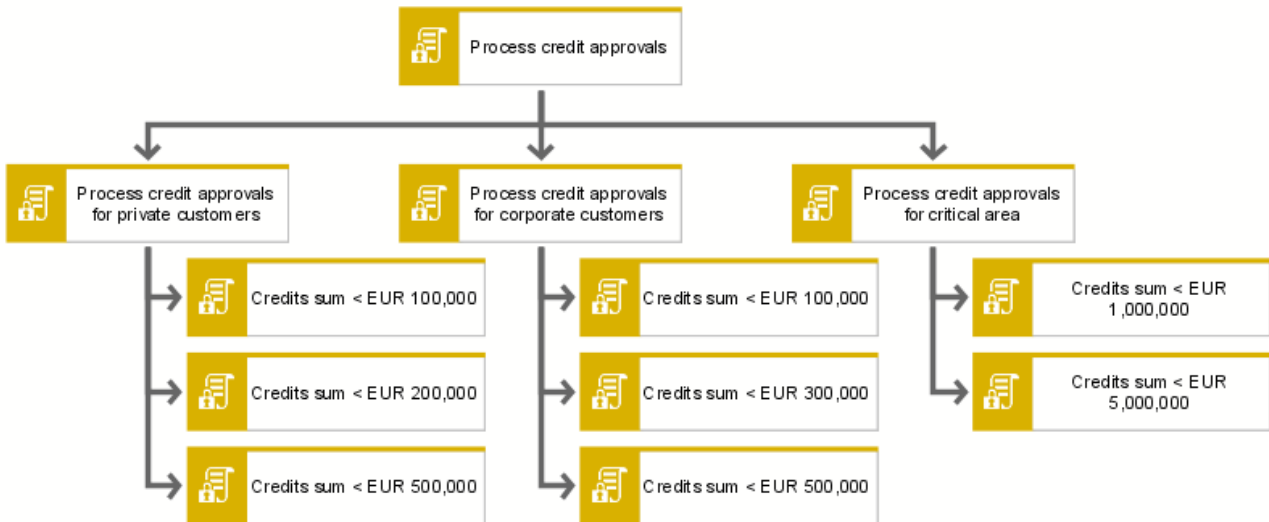 Process credit approvals
Process credit approvals
for private customers
Process credit approvals
for corporate customers
Process credit approvals
for critical area
Credits sum < EUR 100,000
Credits sum < EUR 200,000
Credits sum < EUR 500,000
Credits sum < EUR 100,000
Credits sum < EUR 300,000
Credits sum < EUR 500,000
Credits sum < EUR
1,000,000
Credits sum < EUR
5,000,000